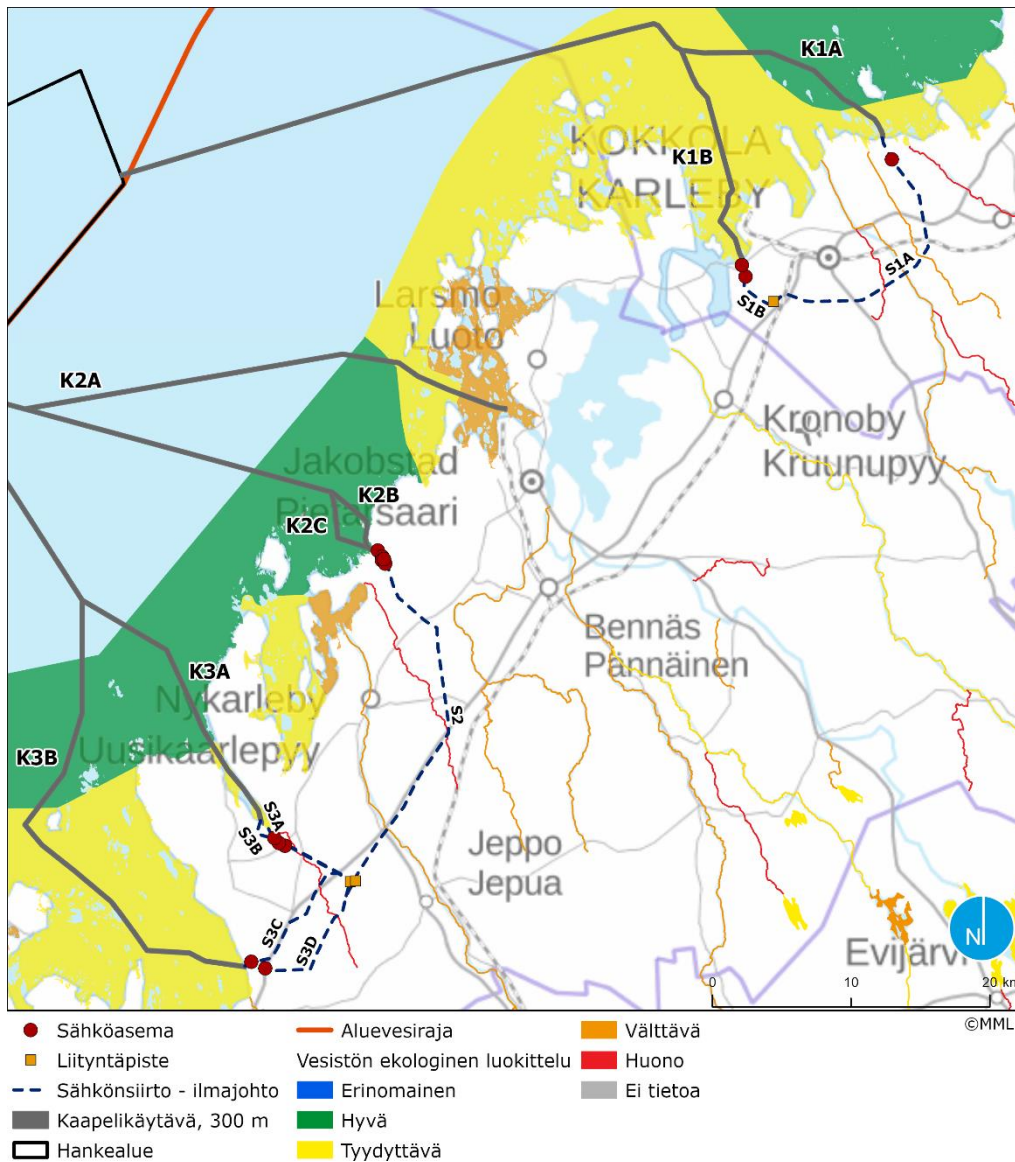 K1A
KOKKOLA
K1B
KARLEBY
S1A
S1B
Larsmo
Luoto
K2A
Kronoby
Kruunupyy
Jakobstad
K2B
Pietarsaari
K2C
Bennäs
Pännäinen
K3A
Nykarleby
S2
Uusikaarlepyy
K3B
S3A
S3B
Jeppo
Jepua
S3C
S3D
Evijärvi
N
0 10 20 km
©MML
Sähköasema
Liityntäpiste
Sähkönsiirto - ilmajohto
Kaapelikäytävä, 300 m
Hankealue
Aluevesiraja
Vesistön ekologinen luokittelu
Erinomainen
Hyvä
Tyydyttävä
Välttävä
Huono
Ei tietoa